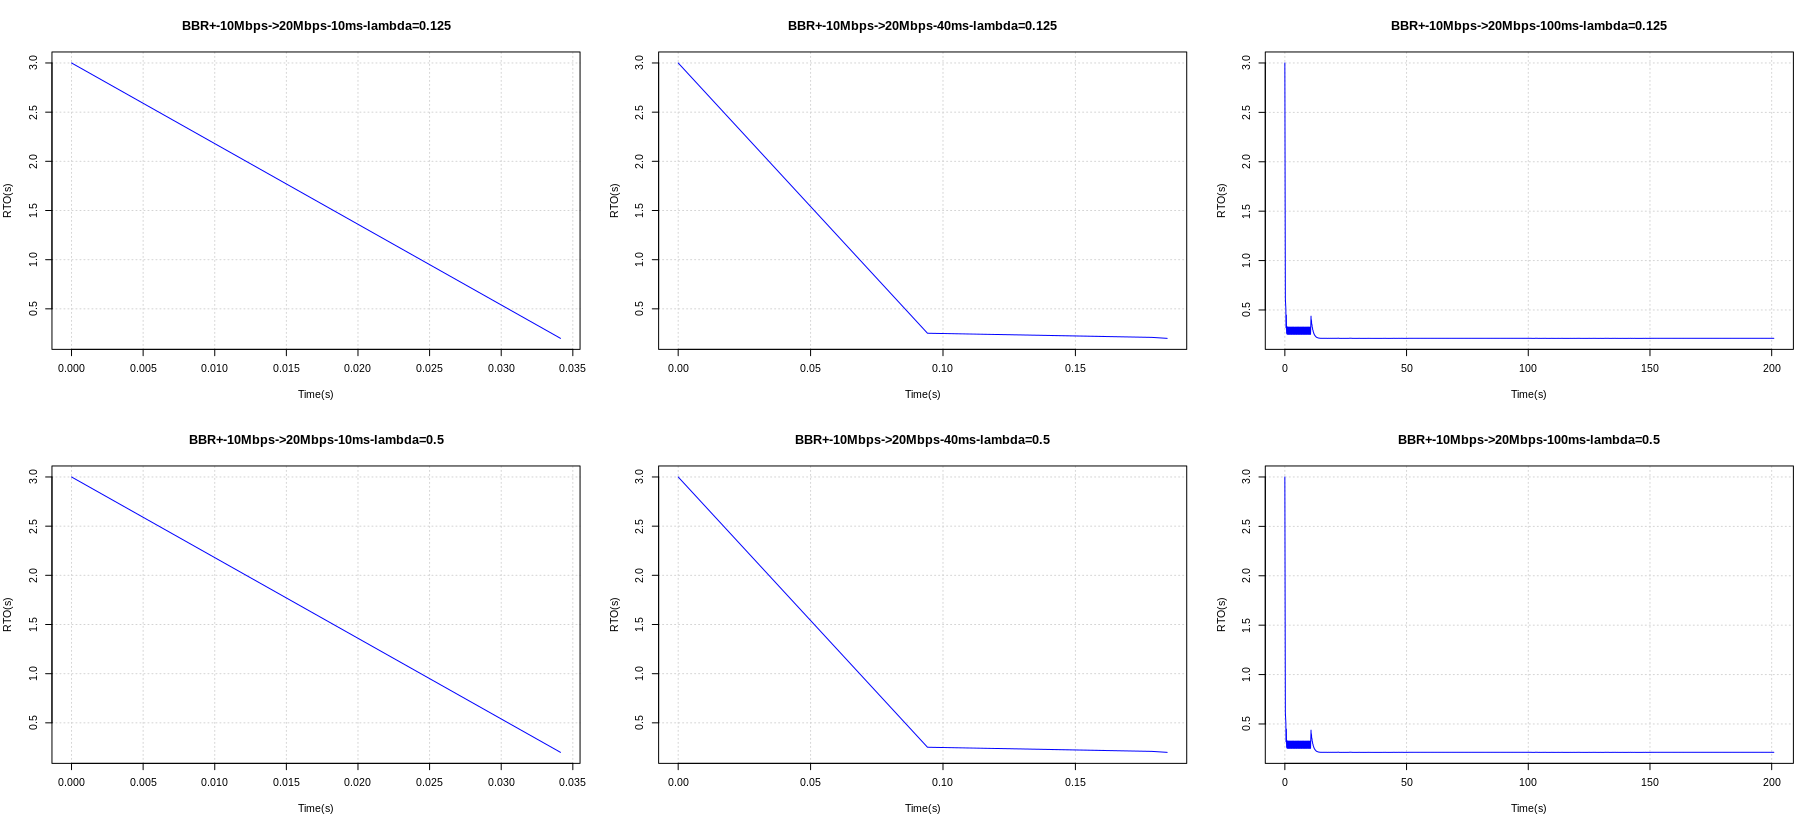 BBR+-10Mbps->20Mbps-10ms-lambda=0.125
RTO(s)
3.0
2.5
2.0
1.5
1.0
0.5
0.000 0.005 0.010 0.015 0.020 0.025 0.030 0.035
Time(s)
BBR+-10Mbps->20Mbps-40ms-lambda=0.125
RTO(s)
3.0
2.5
2.0
1.5
1.0
0.5
0.00 0.05 0.10 0.15
Time(s)
BBR+-10Mbps->20Mbps-100ms-lambda=0.125
RTO(s)
3.0
2.5
2.0
1.5
1.0
0.5
0 50 100 150 200
Time(s)
BBR+-10Mbps->20Mbps-10ms-lambda=0.5
RTO(s)
3.0
2.5
2.0
1.5
1.0
0.5
0.000 0.005 0.010 0.015 0.020 0.025 0.030 0.035
Time(s)
BBR+-10Mbps->20Mbps-40ms-lambda=0.5
RTO(s)
3.0
2.5
2.0
1.5
1.0
0.5
0.00 0.05 0.10 0.15
Time(s)
BBR+-10Mbps->20Mbps-100ms-lambda=0.5
RTO(s)
3.0
2.5
2.0
1.5
1.0
0.5
0 50 100 150 200
Time(s)